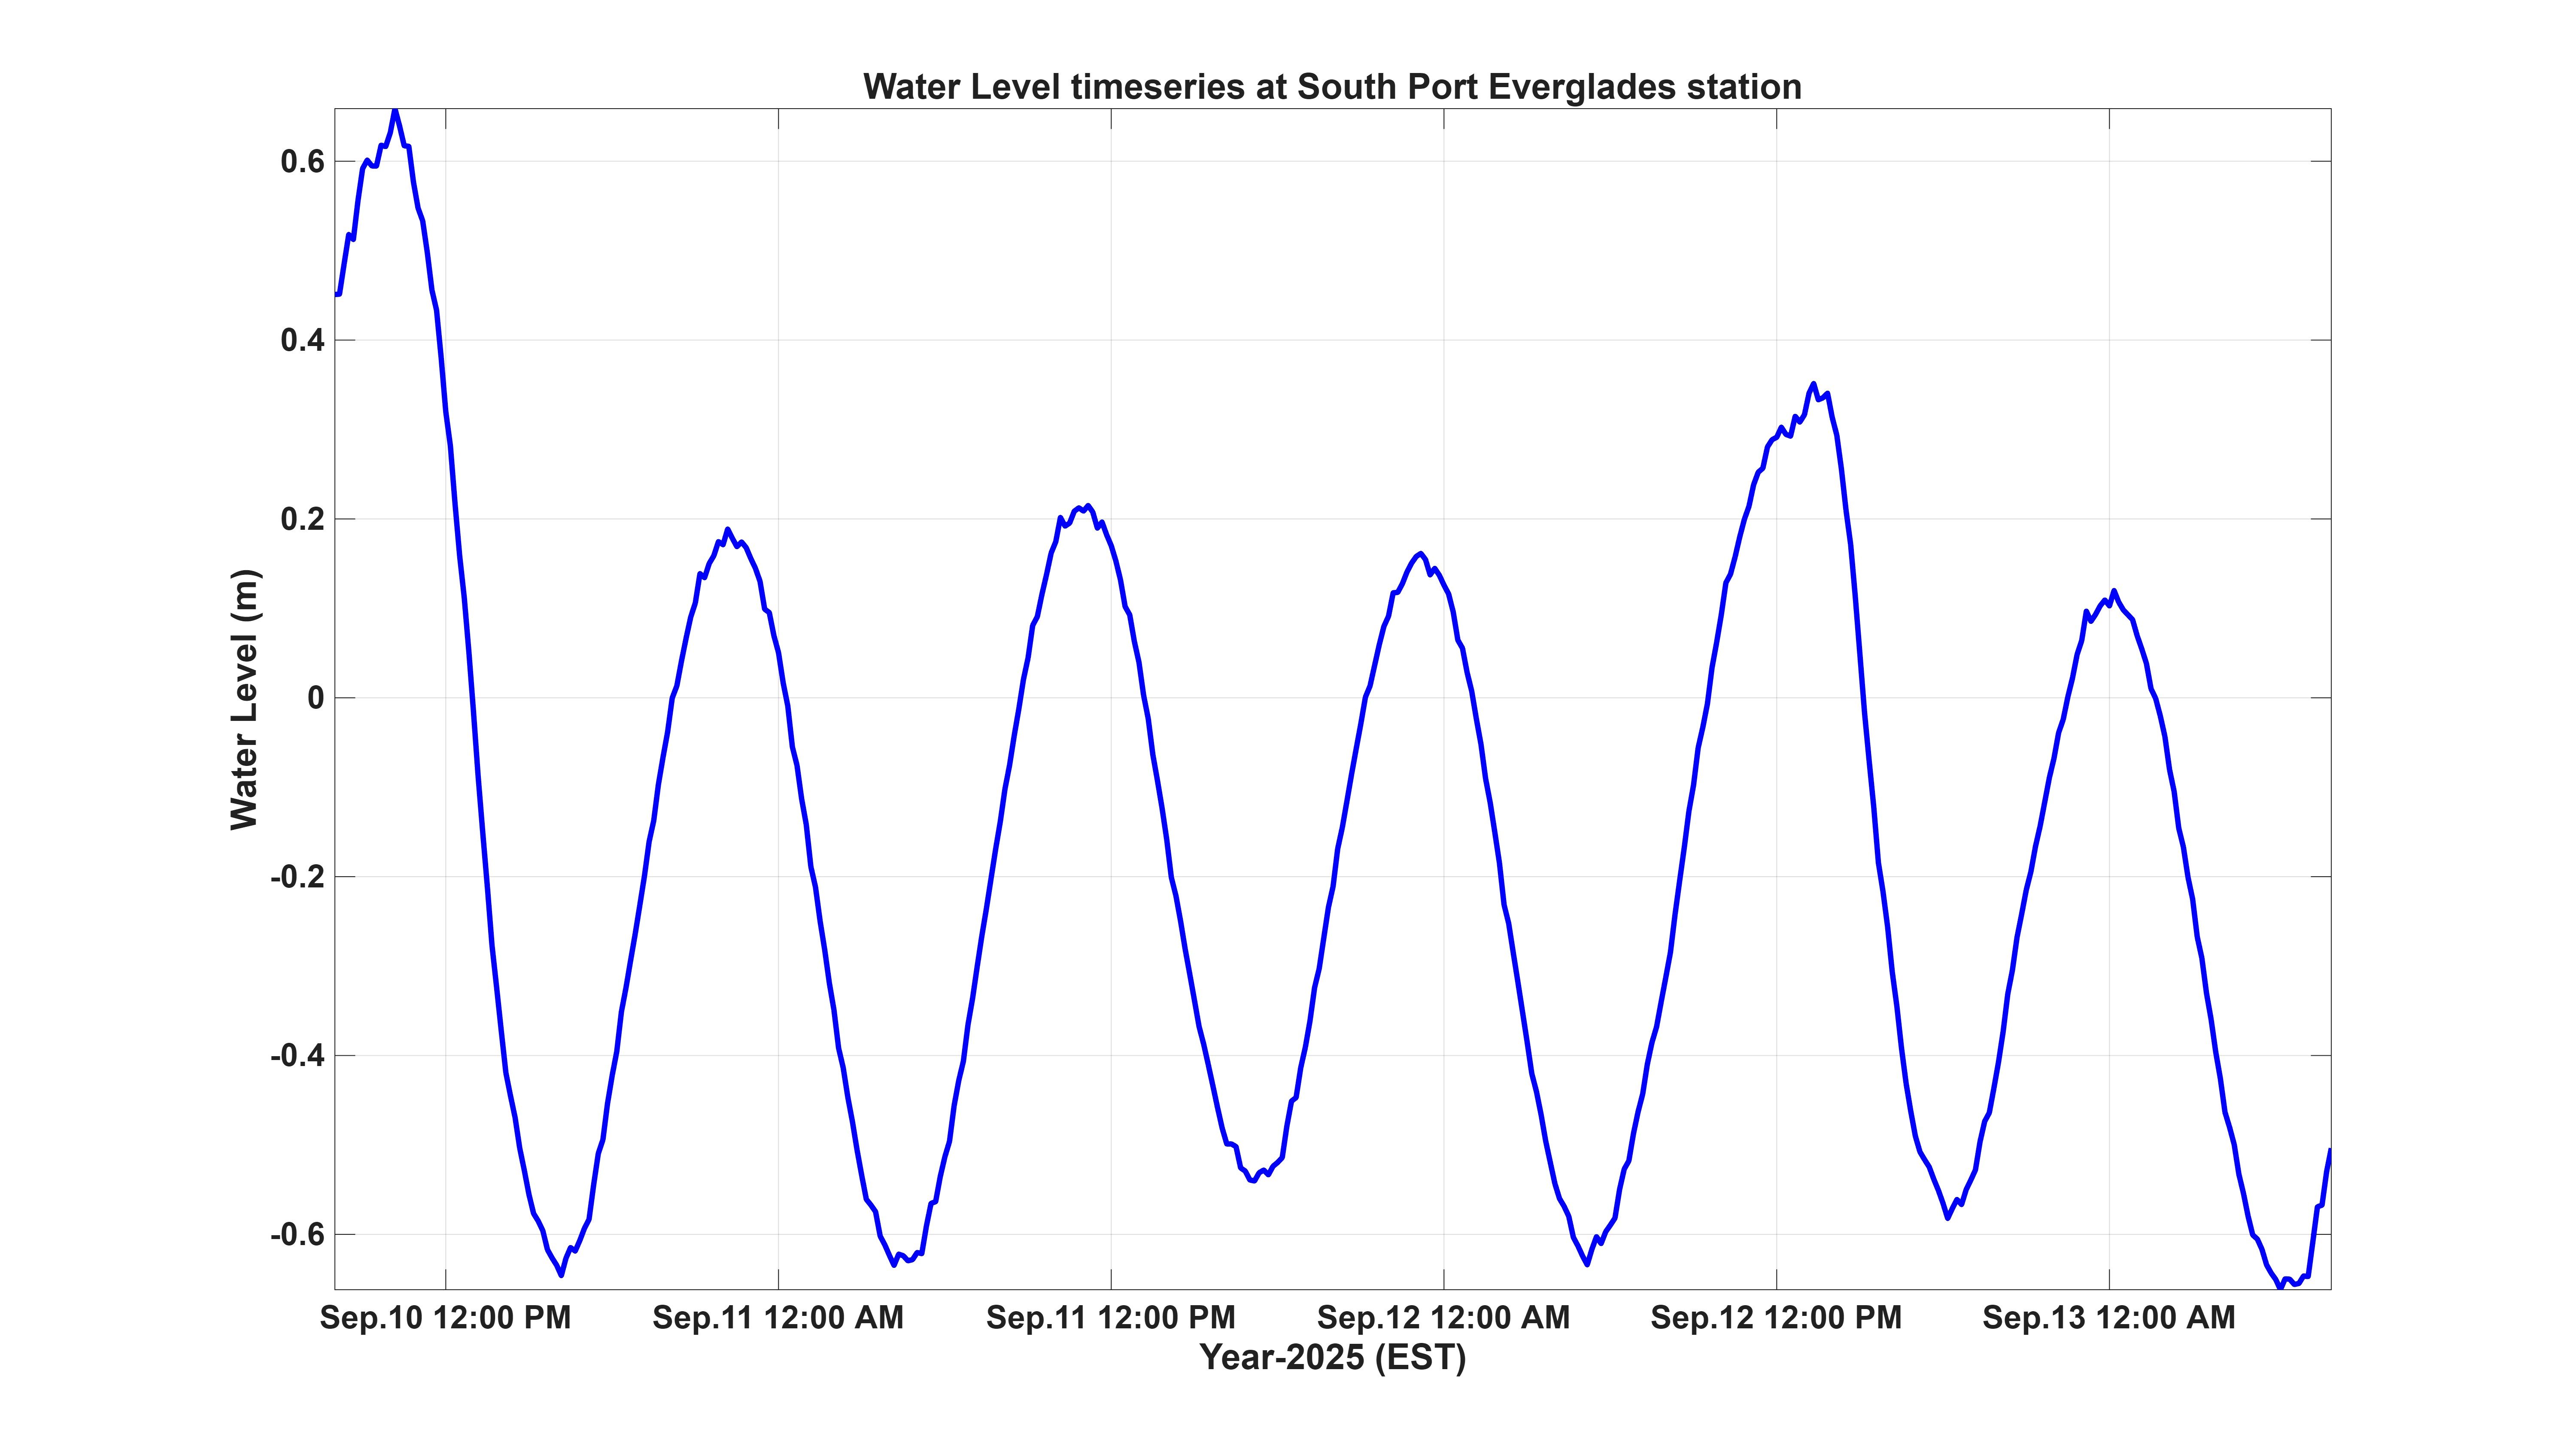 Water Level timeseries at South Port Everglades station
0.6
0.4
0.2
0
-0.2
-0.4
-0.6
Water Level (m)
Sep.10 12:00 PM
Sep.11 12:00 AM
Sep.11 12:00 PM
Sep.12 12:00 AM
Sep.12 12:00 PM
Sep.13 12:00 AM
Year-2025 (EST)